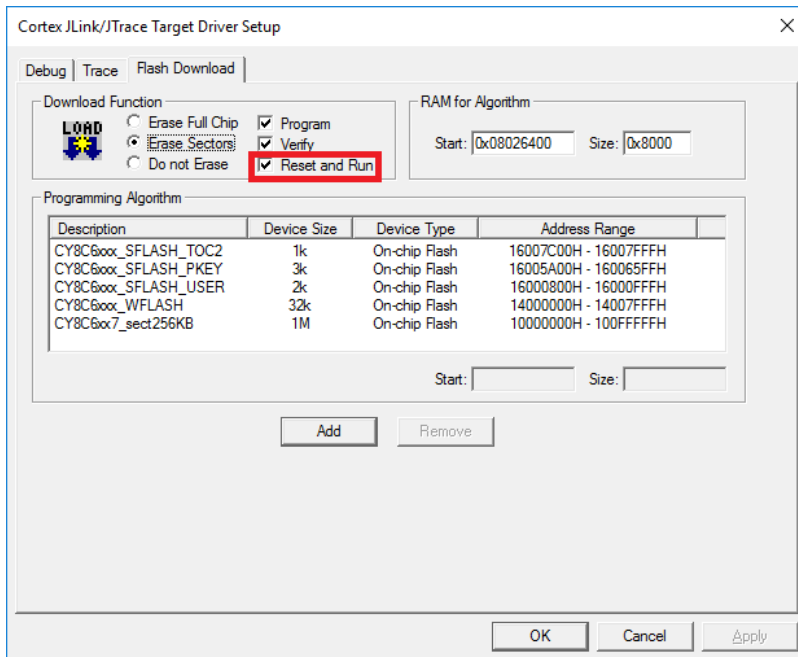 Cortex JLink/JTrace Target Driver Setup
Debug Trace Flash Download
Download Function
LOAD
Erase Full Chip
Erase Sectors
Do not Erase
Program
Verify
Reset and Run
RAM for Algorithm
Start: 0x08026400 Size: 0x8000
Programming Algorithm
Description Device Size Device Type Address Range
CY8C6xxx_SFLASH_TOC2 1k On-chip Flash 16007C00H - 16007FFFH
CY8C6xxx_SFLASH_PKEY 3k On-chip Flash 16005A00H - 160065FFH
CY8C6xxx_SFLASH_USER 2k On-chip Flash 16000800H - 16000FFFH
CY8C6xxx_WFLASH 32k On-chip Flash 14000000H - 14007FFFH
CY8C6xx7_sect256KB 1M On-chip Flash 10000000H - 100FFFFFH
Start: Size:
Add Remove
OK Cancel Apply